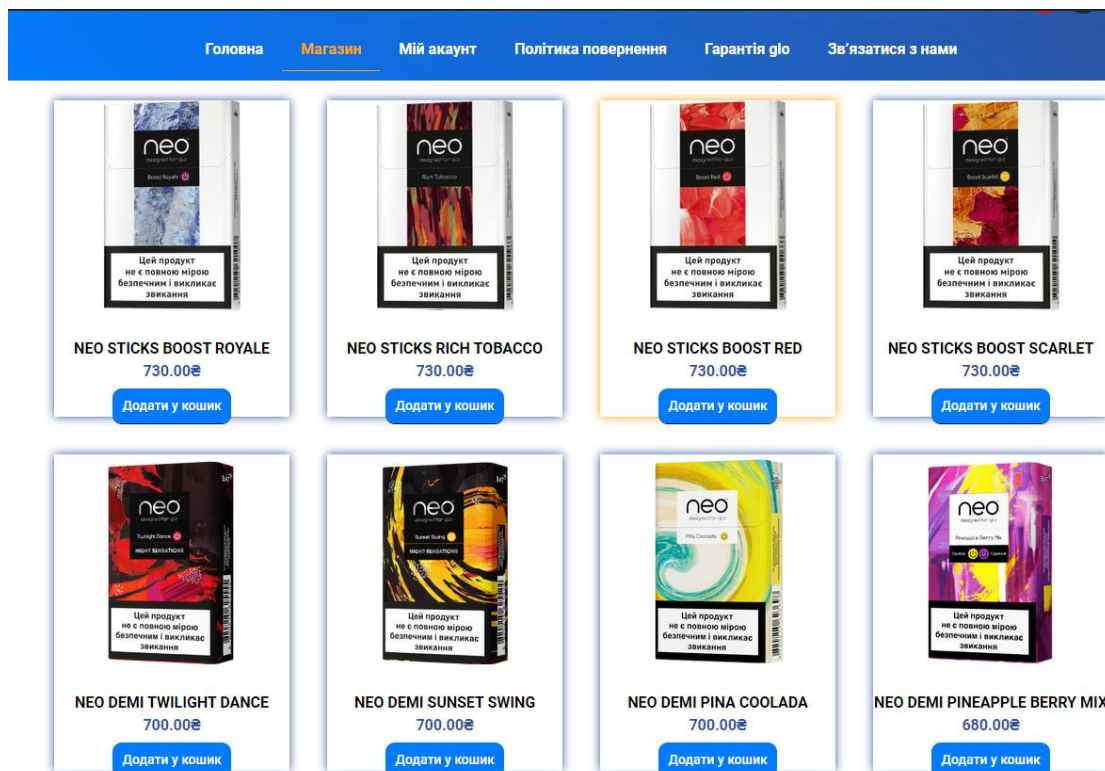 Головна Магазин Мій акаунт Політика повернення Гарантія glo Зв'язатися з нами
neo
designed for glo
Boost Royale
Цей продукт
не є повною мірою
безпечним і викликає
звикання
NEO STICKS BOOST ROYALE
730.00₴
Додати у кошик
neo
designed for glo
Rich Tobacco
Цей продукт
не є повною мірою
безпечним і викликає
звикання
NEO STICKS RICH TOBACCO
730.00₴
Додати у кошик
neo
designed for glo
Boost Red
Цей продукт
не є повною мірою
безпечним і викликає
звикання
NEO STICKS BOOST RED
730.00₴
Додати у кошик
neo
designed for glo
Boost Scarlet
Цей продукт
не є повною мірою
безпечним і викликає
звикання
NEO STICKS BOOST SCARLET
730.00₴
Додати у кошик
neo
designed for glo
Twilight Dance
NIGHT SENSATIONS
Цей продукт
не є повною мірою
безпечним і викликає
звикання
NEO DEMI TWILIGHT DANCE
700.00₴
Додати у кошик
neo
designed for glo
Sunset Swing
NIGHT SENSATIONS
Цей продукт
не є повною мірою
безпечним і викликає
звикання
NEO DEMI SUNSET SWING
700.00₴
Додати у кошик
neo
designed for glo
Pina Coolada
Цей продукт
не є повною мірою
безпечним і викликає
звикання
NEO DEMI PINA COOLADA
700.00₴
Додати у кошик
neo
designed for glo
Pineapple Berry Mix
Double Capsule
Цей продукт
не є повною мірою
безпечним і викликає
звикання
NEO DEMI PINEAPPLE BERRY MIX
680.00₴
Додати у кошик